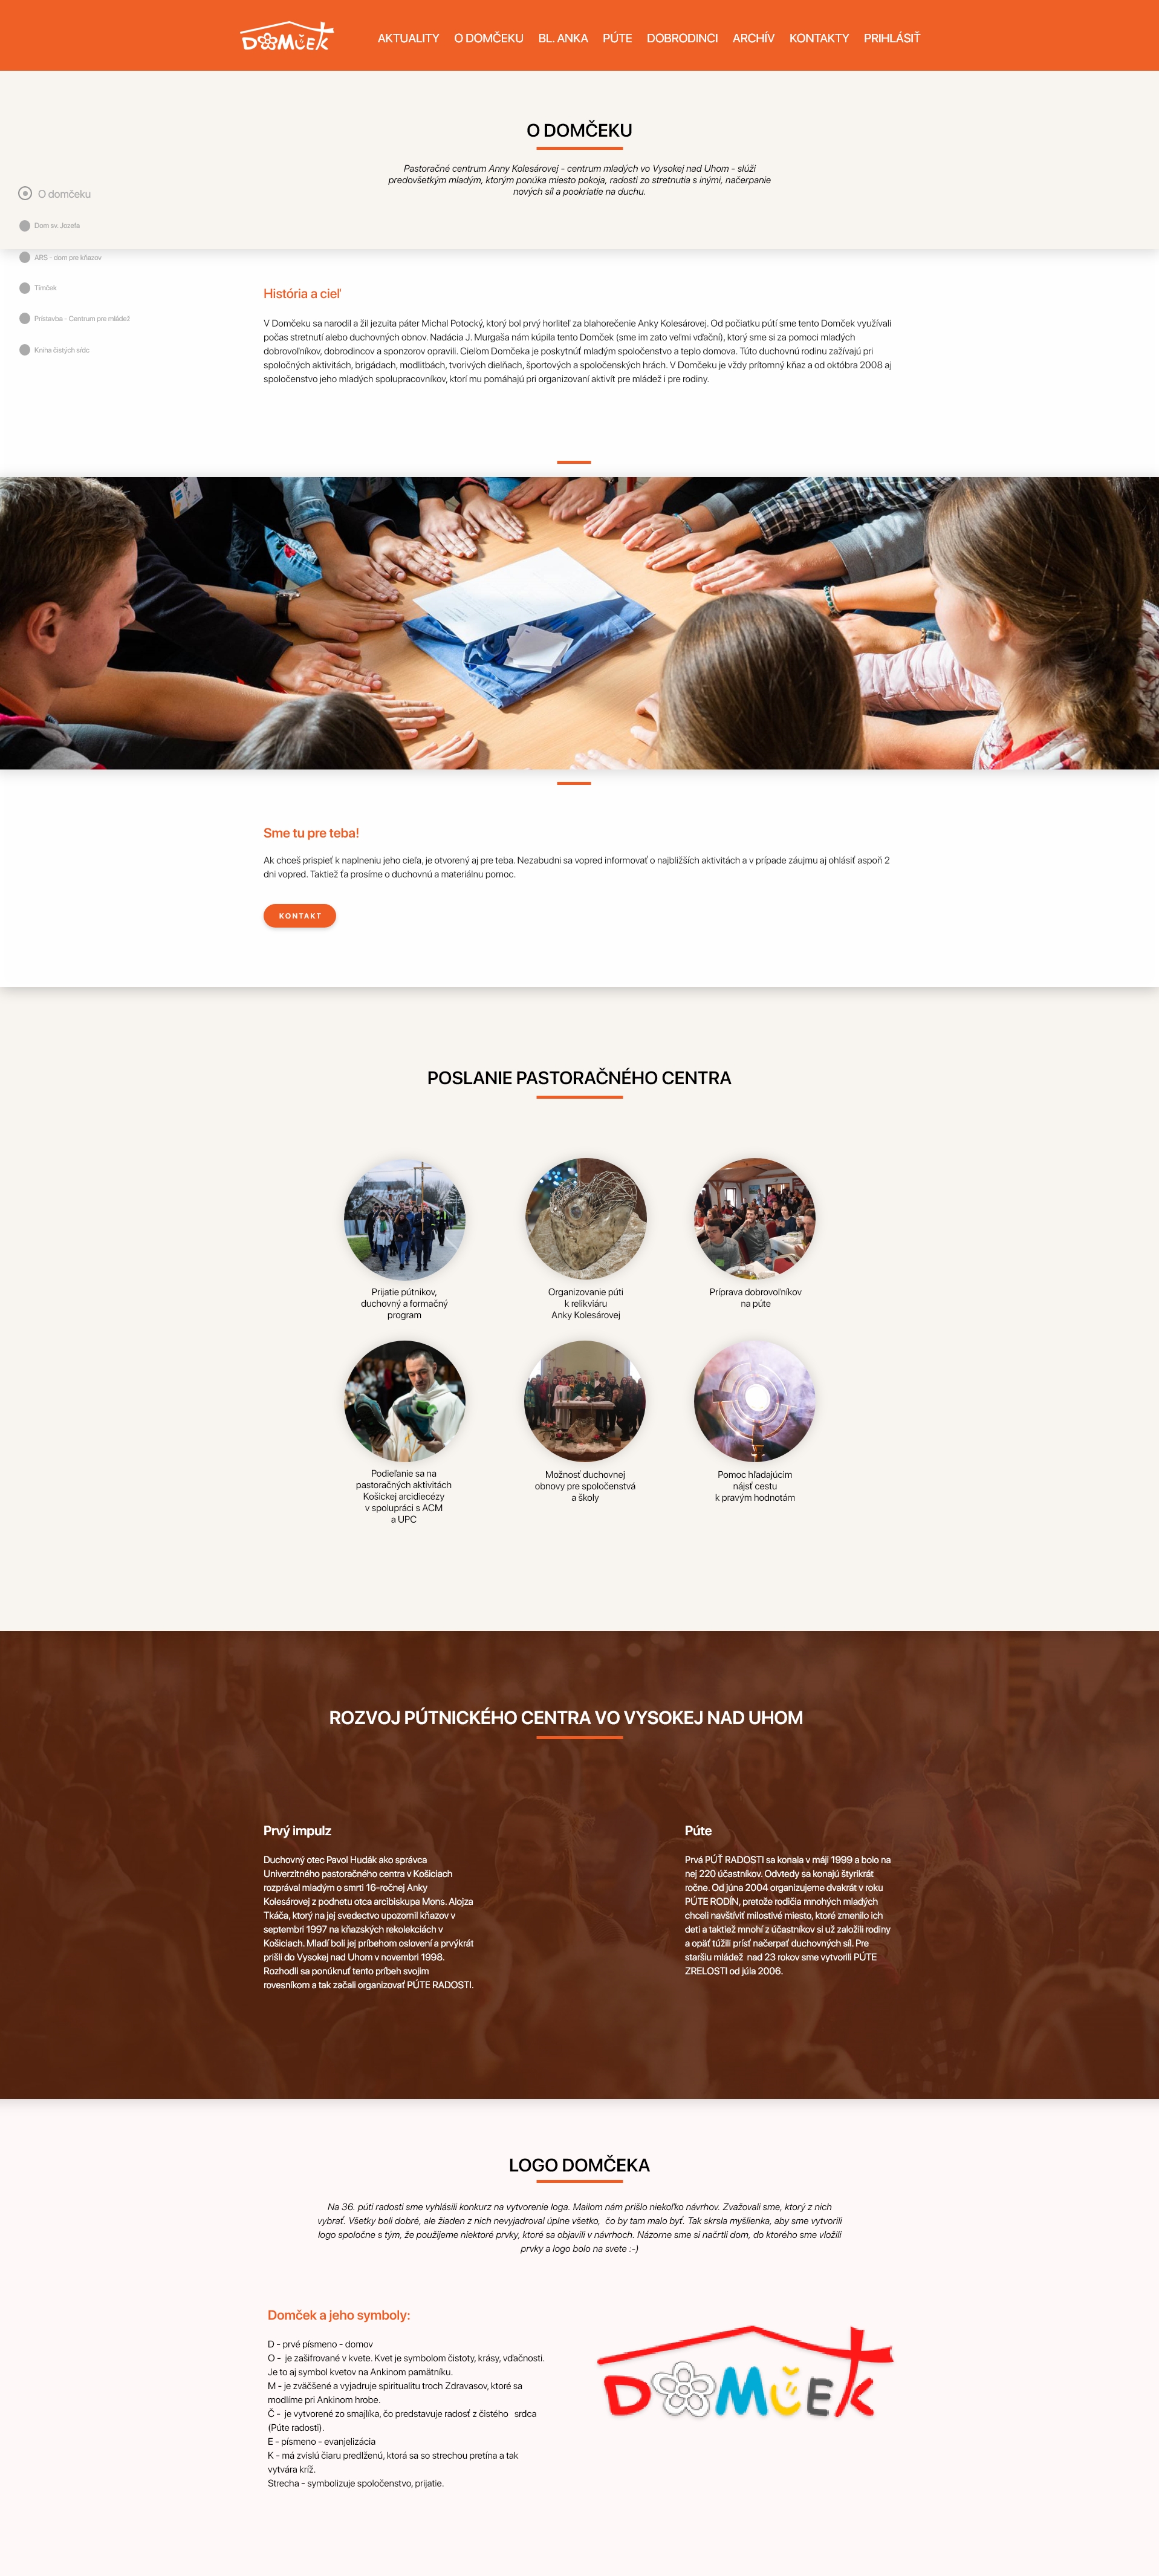 DOMČEK
AKTUALITY O DOMČEKU BL. ANKA PÚTE DOBRODINCI ARCHÍV KONTAKTY PRIHLÁSIŤ
O DOMČEKU
Pastoračné centrum Anny Kolesárovej - centrum mladých vo Vysokej nad Uhom - slúži
predovšetkým mladým, ktorým ponúka miesto pokoja, radosti zo stretnutia s inými, načerpanie
nových síl a pookriatie na duchu.
O domčeku
Dom sv. Jozefa
ARS - dom pre kňazov
Tímček
Prístavba - Centrum pre mládež
Kniha čistých sŕdc
História a cieľ
V Domčeku sa narodil a žil jezuita páter Michal Potocký, ktorý bol prvý horliteľ za blahorečenie Anky Kolesárovej. Od počiatku pútí sme tento Domček využívali
počas stretnutí alebo duchovných obnov. Nadácia J. Murgaša nám kúpila tento Domček (sme im zato veľmi vďační), ktorý sme si za pomoci mladých
dobrovoľníkov, dobrodincov a sponzorov opravili. Cieľom Domčeka je poskytnúť mladým spoločenstvo a teplo domova. Túto duchovnú rodinu zažívajú pri
spoločných aktivitách, brigádach, modlitbách, tvorivých dielňach, športových a spoločenských hrách. V Domčeku je vždy prítomný kňaz a od októbra 2008 aj
spoločenstvo jeho mladých spolupracovníkov, ktorí mu pomáhajú pri organizovaní aktivít pre mládež i pre rodiny.
Sme tu pre teba!
Ak chceš prispieť k naplneniu jeho cieľa, je otvorený aj pre teba. Nezabudni sa vopred informovať o najbližších aktivitách a v prípade záujmu aj ohlásiť aspoň 2
dni vopred. Taktiež ťa prosíme o duchovnú a materiálnu pomoc.
KONTAKT
POSLANIE PASTORAČNÉHO CENTRA
Prijatie pútnikov,
duchovný a formačný
program
Organizovanie púti
k relikviáru
Anky Kolesárovej
Príprava dobrovoľníkov
na púte
Podieľanie sa na
pastoračných aktivitách
Košickej arcidiecézy
v spolupráci s ACM
a UPC
Možnosť duchovnej
obnovy pre spoločenstvá
a školy
Pomoc hľadajúcim
nájsť cestu
k pravým hodnotám
ROZVOJ PÚTNICKÉHO CENTRA VO VYSOKEJ NAD UHOM
Prvý impulz
Duchovný otec Pavol Hudák ako správca
Univerzitného pastoračného centra v Košiciach
rozprával mladým o smrti 16-ročnej Anky
Kolesárovej z podnetu otca arcibiskupa Mons. Alojza
Tkáča, ktorý na jej svedectvo upozornil kňazov v
septembri 1997 na kňazských rekolekciách v
Košiciach. Mladí boli jej príbehom oslovení a prvýkrát
prišli do Vysokej nad Uhom v novembri 1998.
Rozhodli sa ponúknuť tento príbeh svojim
rovesníkom a tak začali organizovať PÚTE RADOSTI.
Púte
Prvá PÚŤ RADOSTI sa konala v máji 1999 a bolo na
nej 220 účastníkov. Odvtedy sa konajú štyrikrát
ročne. Od júna 2004 organizujeme dvakrát v roku
PÚTE RODÍN, pretože rodičia mnohých mladých
chceli navštíviť milostivé miesto, ktoré zmenilo ich
deti a taktiež mnohí z účastníkov si už založili rodiny
a opäť túžili prísť načerpať duchovných síl. Pre
staršiu mládež nad 23 rokov sme vytvorili PÚTE
ZRELOSTI od júla 2006.
LOGO DOMČEKA
Na 36. púti radosti sme vyhlásili konkurz na vytvorenie loga. Mailom nám prišlo niekoľko návrhov. Zvažovali sme, ktorý z nich
vybrať. Všetky boli dobré, ale žiaden z nich nevyjadroval úplne všetko, čo by tam malo byť. Tak skrsla myšlienka, aby sme vytvorili
logo spoločne s tým, že použijeme niektoré prvky, ktoré sa objavili v návrhoch. Názorne sme si načrtli dom, do ktorého sme vložili
prvky a logo bolo na svete :-)
Domček a jeho symboly:
D - prvé písmeno - domov
O - je zašifrované v kvete. Kvet je symbolom čistoty, krásy, vďačnosti.
Je to aj symbol kvetov na Ankinom pamätníku.
M - je zväčšené a vyjadruje spiritualitu troch Zdravasov, ktoré sa
modlíme pri Ankinom hrobe.
Č - je vytvorené zo smajlíka, čo predstavuje radosť z čistého srdca
(Púte radosti).
E - písmeno - evanjelizácia
K - má zvislú čiaru predĺženú, ktorá sa so strechou pretína a tak
vytvára kríž.
Strecha - symbolizuje spoločenstvo, prijatie.
DOMČEK